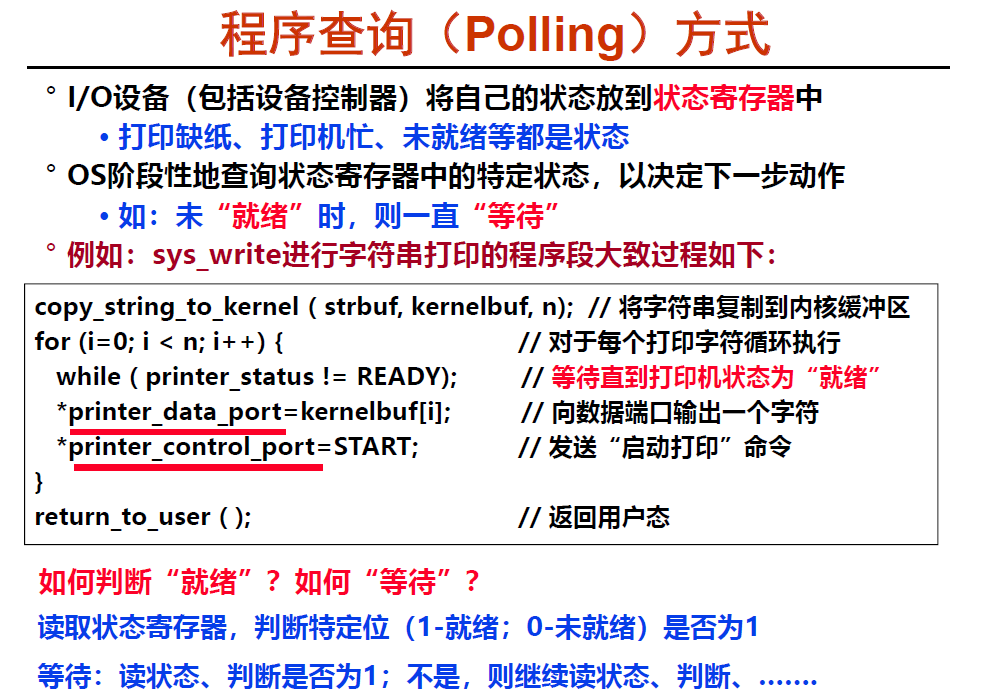 程序查询（Polling）方式
° I/O设备（包括设备控制器）将自己的状态放到状态寄存器中
• 打印缺纸、打印机忙、未就绪等都是状态
° OS阶段性地查询状态寄存器中的特定状态，以决定下一步动作
• 如：未“就绪”时，则一直“等待”
° 例如：sys_write进行字符串打印的程序段大致过程如下：
copy_string_to_kernel ( strbuf, kernelbuf, n); // 将字符串复制到内核缓冲区
for (i=0; i < n; i++) { // 对于每个打印字符循环执行
while ( printer_status != READY); // 等待直到打印机状态为“就绪”
*printer_data_port=kernelbuf[i]; // 向数据端口输出一个字符
*printer_control_port=START; // 发送“启动打印”命令
}
return_to_user ( ); // 返回用户态
如何判断“就绪”？如何“等待”？
读取状态寄存器，判断特定位（1-就绪；0-未就绪）是否为1
等待：读状态、判断是否为1；不是，则继续读状态、判断、…….